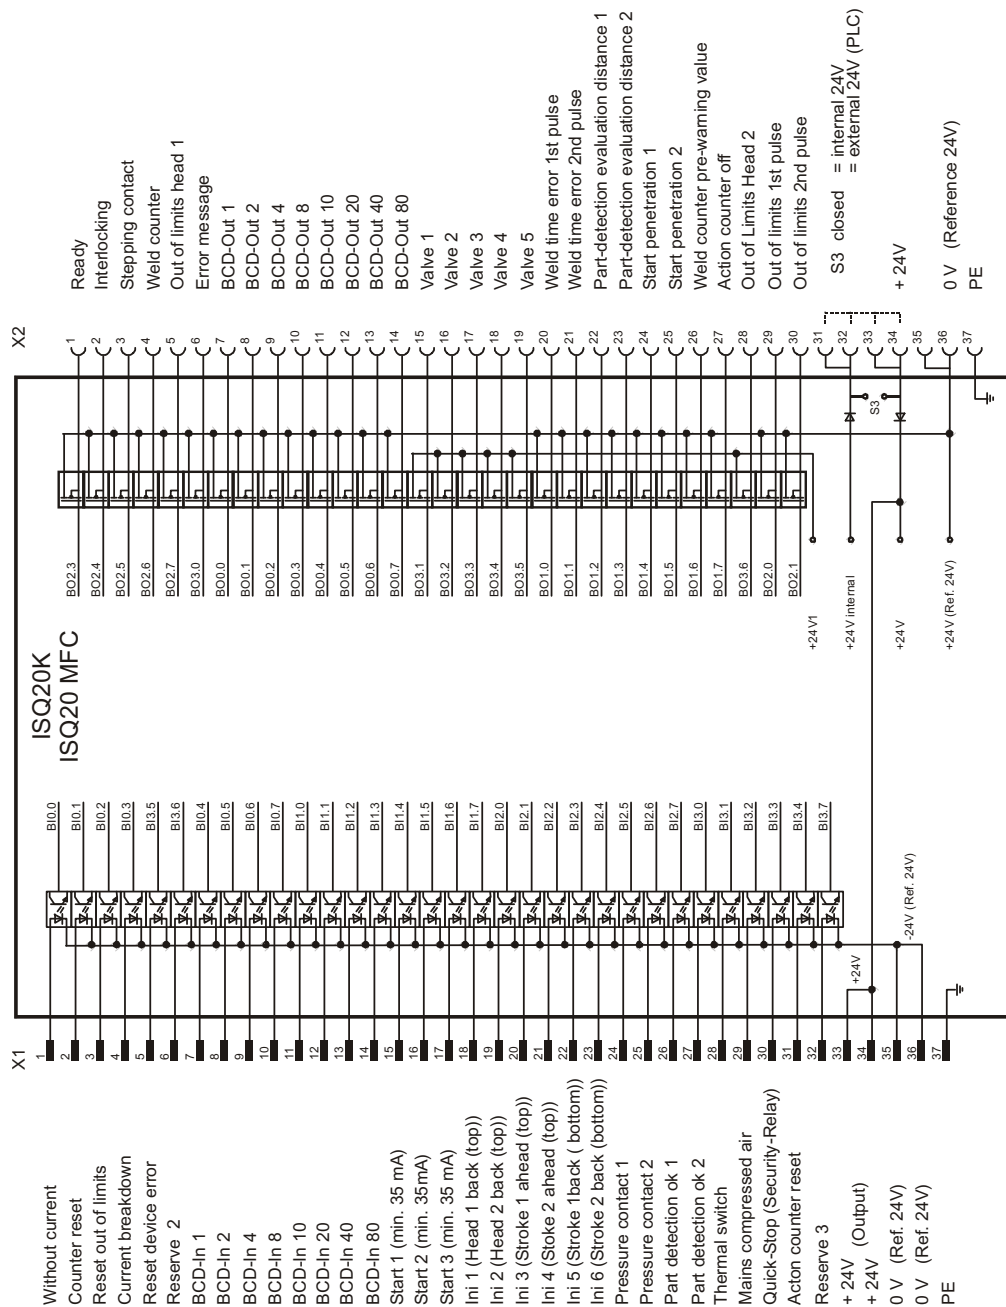 ISQ20K
ISQ20 MFC
X1
1
2
3
4
5
6
7
8
9
10
11
12
13
14
15
16
17
18
19
20
21
22
23
24
25
26
27
28
29
30
31
32
33
34
35
36
37
Without current
Counter reset
Reset out of limits
Current breakdown
Reset device error
Reserve 2
BCD-In 1
BCD-In 2
BCD-In 4
BCD-In 8
BCD-In 10
BCD-In 20
BCD-In 40
BCD-In 80
Start 1 (min. 35 mA)
Start 2 (min. 35mA)
Start 3 (min. 35 mA)
Ini 1 (Head 1 back (top))
Ini 2 (Head 2 back (top))
Ini 3 (Stroke 1 ahead (top))
Ini 4 (Stoke 2 ahead (top))
Ini 5 (Stroke 1back ( bottom))
Ini 6 (Stroke 2 back (bottom))
Pressure contact 1
Pressure contact 2
Part detection ok 1
Part detection ok 2
Thermal switch
Mains compressed air
Quick-Stop (Security-Relay)
Acton counter reset
Reserve 3
+ 24V (Output)
+ 24V
0 V (Ref. 24V)
0 V (Ref. 24V)
PE
BI0.0
BI0.1
BI0.2
BI0.3
BI3.5
BI3.6
BI0.4
BI0.5
BI0.6
BI0.7
BI1.0
BI1.1
BI1.2
BI1.3
BI1.4
BI1.5
BI1.6
BI1.7
BI2.0
BI2.1
BI2.2
BI2.3
BI2.4
BI2.5
BI2.6
BI2.7
BI3.0
BI3.1
BI3.2
BI3.3
BI3.4
BI3.7
+24V
-24V (Ref. 24V)
BO2.3
BO2.4
BO2.5
BO2.6
BO2.7
BO3.0
BO0.0
BO0.1
BO0.2
BO0.3
BO0.4
BO0.5
BO0.6
BO0.7
BO3.1
BO3.2
BO3.3
BO3.4
BO3.5
BO1.0
BO1.1
BO1.2
BO1.3
BO1.4
BO1.5
BO1.6
BO1.7
BO3.6
BO2.0
BO2.1
+24V1
+24V internal
+24V
+24V (Ref. 24V)
S3
X2
1
2
3
4
5
6
7
8
9
10
11
12
13
14
15
16
17
18
19
20
21
22
23
24
25
26
27
28
29
30
31
32
33
34
35
36
37
Ready
Interlocking
Stepping contact
Weld counter
Out of limits head 1
Error message
BCD-Out 1
BCD-Out 2
BCD-Out 4
BCD-Out 8
BCD-Out 10
BCD-Out 20
BCD-Out 40
BCD-Out 80
Valve 1
Valve 2
Valve 3
Valve 4
Valve 5
Weld time error 1st pulse
Weld time error 2nd pulse
Part-detection evaluation distance 1
Part-detection evaluation distance 2
Start penetration 1
Start penetration 2
Weld counter pre-warning value
Action counter off
Out of Limits Head 2
Out of limits 1st pulse
Out of limits 2nd pulse
S3 closed = internal 24V
= external 24V (PLC)
+ 24V
0 V (Reference 24V)
PE